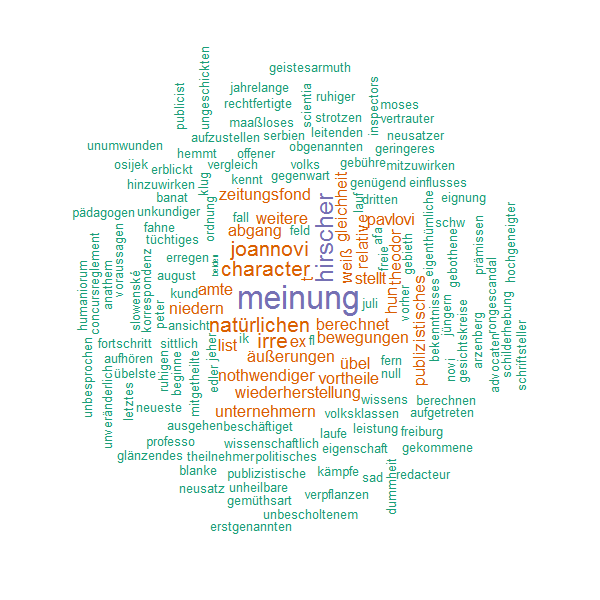 geistesarmuth
jahrelange
ruhiger
publicist
ungeschickten
rechtfertigte
scientia
inspectors
moses
maaßloses
strotzen
vertrauter
aufzustellen
serbien
leitenden
neusatzer
unumwunden
hemmt
offener
obgenannten
geringeres
osijek
erblickt
vergleich
volks
gebühre
mitzuwirken
hinzuwirken
klug
kennt
gegenwart
genügend
einflusses
banat
zeitungsfond
hirscher
gleichheit
lauf
dritten
eignung
pädagogen
unkundiger
ordnung
fall
weitere
pavlovi
schw
fahne
abgang
feld
weiß
relative
afa
freie
theodor
gebieth
eigenthümliche
gebothene
prämissen
hochgeneigter
tüchtiges
joannovi
voraussagen
anathem
concursreglement
humaniorum
slowenské
korrespondenz
erregen
character
t
stellt
hun
vorher
bekenntnisses
august
kund
amte
meinung
juli
peter
niedern
ansicht
natürlichen
berechnet
publizistisches
novi
jüngern
gesichtskreise
arzenberg
advocaten
schilderhebung
schriftsteller
irre
ex
fl
bewegungen
fortschritt
sittlich
list
ik
jeher
edler
aufhören
äußerungen
übel
fern
übelste
ruhigen
beginne
mitgetheilte
nothwendiger
vortheile
null
unbesprochen
unveränderlich
letztes
wiederherstellung
wissens
berechnen
neueste
unternehmern
volksklassen
aufgetreten
ausgehen
beschäftiget
laufe
leistung
freiburg
professo
wissenschaftlich
eigenschaft
gekommene
glänzendes
theilnehmer
politisches
blanke
publizistische
kämpfe
sad
redacteur
neusatz
unheilbare
dummheit
gemüthsart
verpflanzen
unbescholtenem
erstgenannten